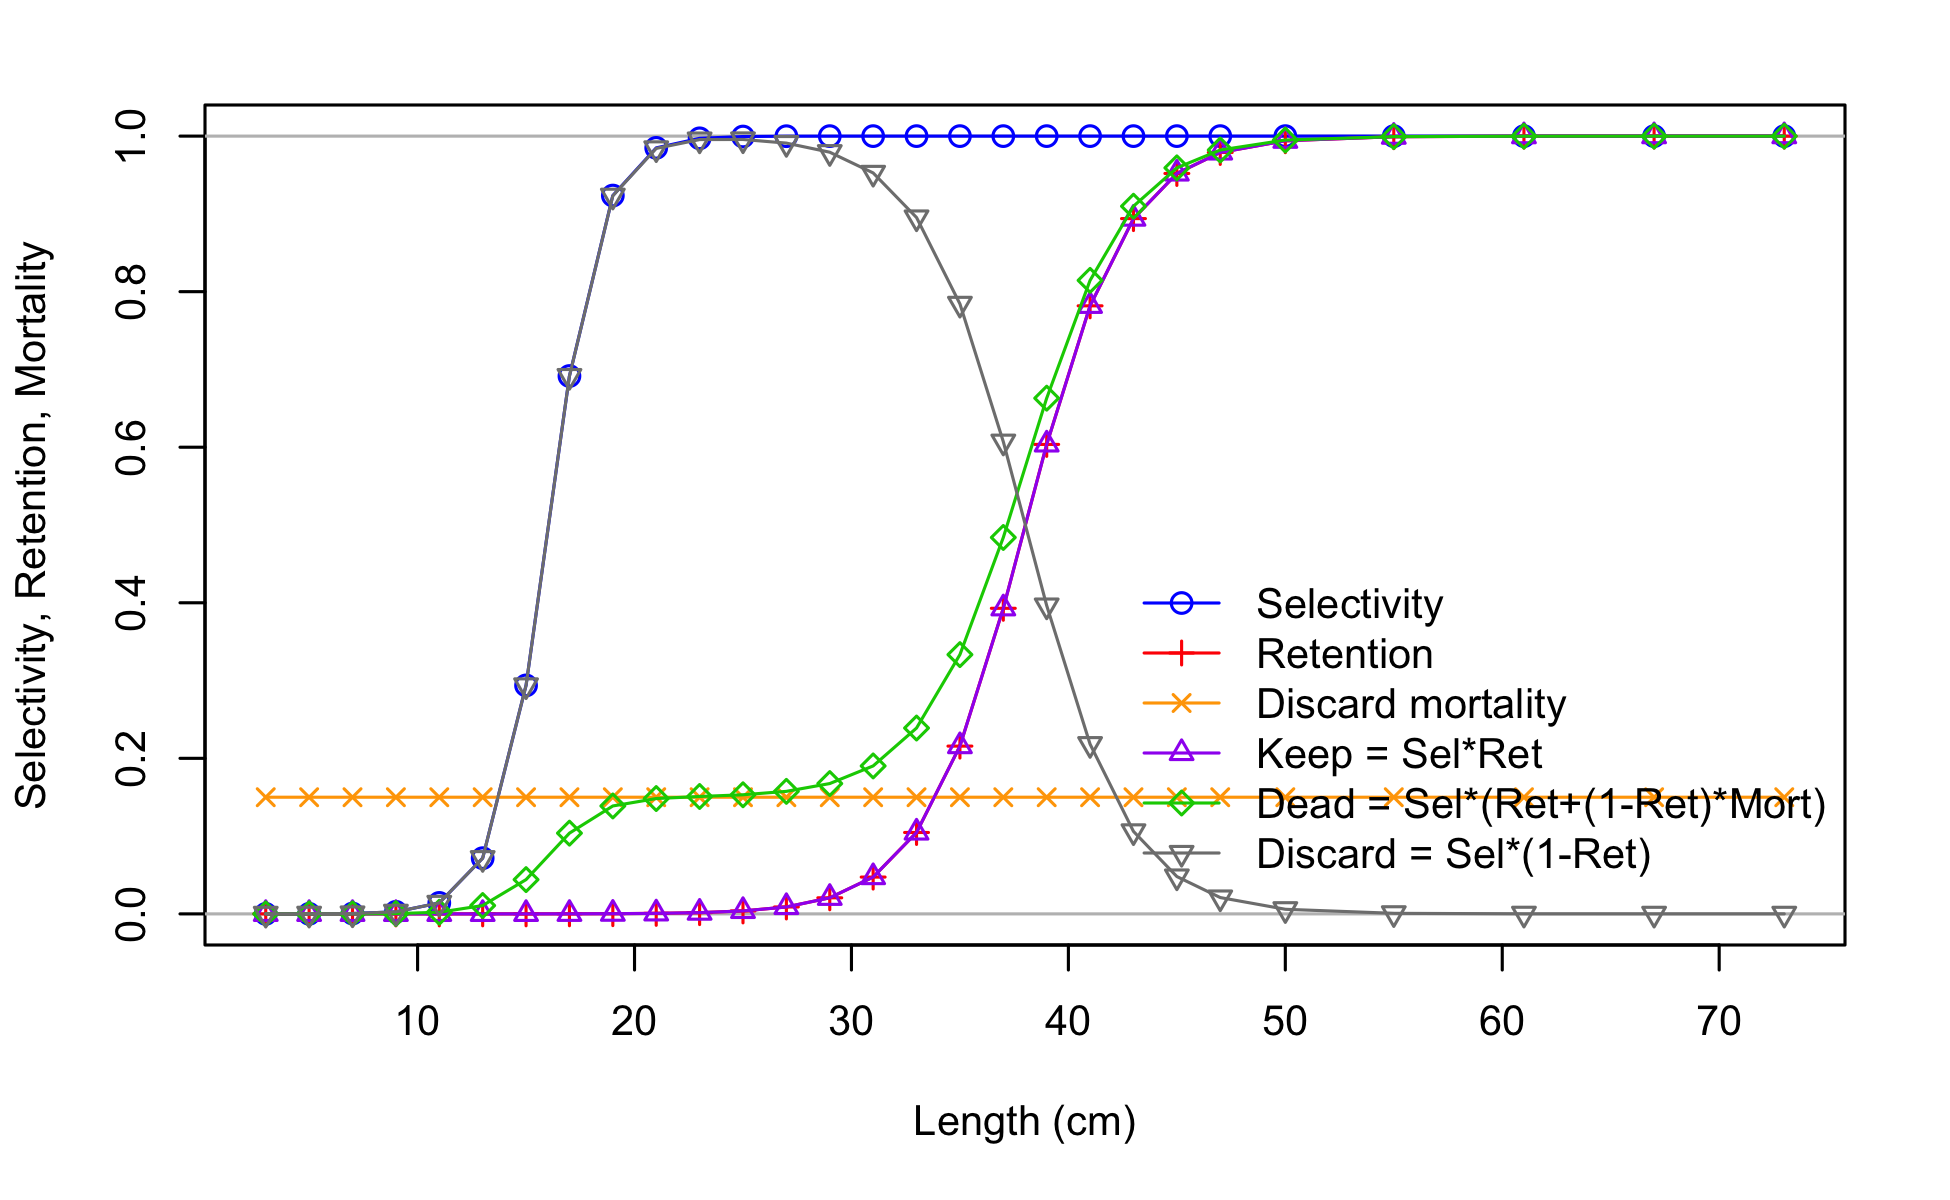 Selectivity, Retention, Mortality
1.0
0.8
0.6
0.4
0.2
0.0
Selectivity
Retention
Discard mortality
Keep = Sel*Ret
Dead = Sel*(Ret+(1-Ret)*Mort)
Discard = Sel*(1-Ret)
10 20 30 40 50 60 70
Length (cm)